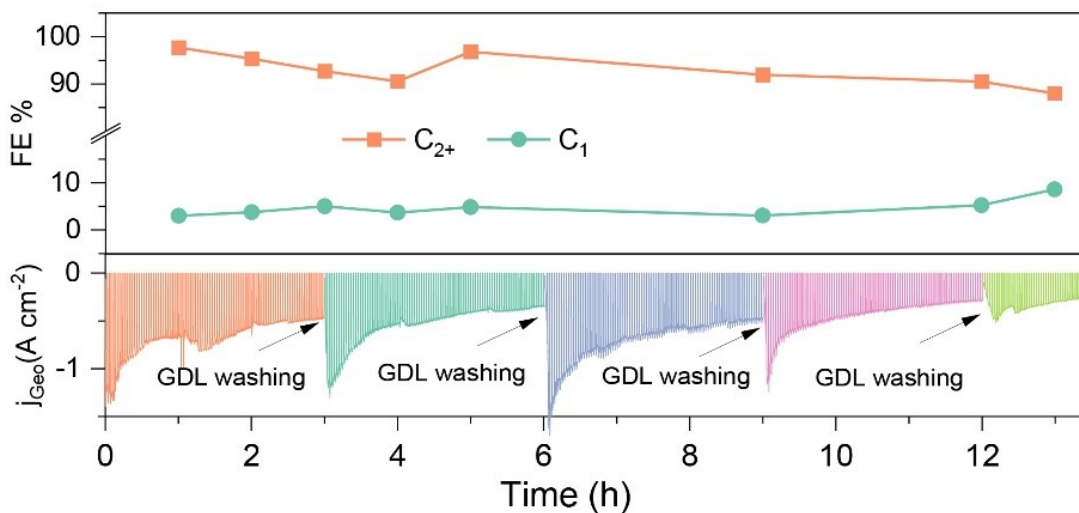 100
90
FE %
C2+
C1
10
0
0
-1
jGeo(A cm-2)
GDL washing
GDL washing
GDL washing
GDL washing
0 2 4 6 8 10 12
Time (h)